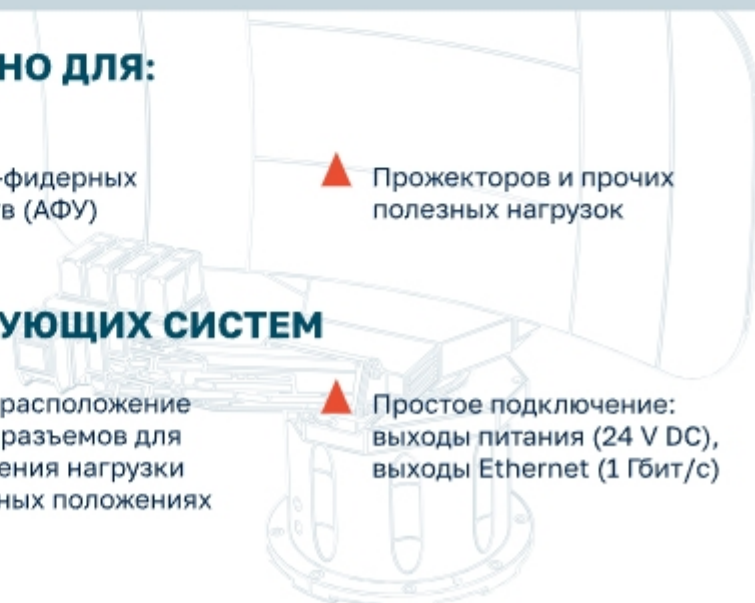 НО ДЛЯ:
-фидерных
в (АФУ)
Прожекторов и прочих
полезных нагрузок
УЮЩИХ СИСТЕМ
расположение
разъемов для
ения нагрузки
ных положениях
Простое подключение:
выходы питания (24 V DC),
выходы Ethernet (1 Гбит/с)